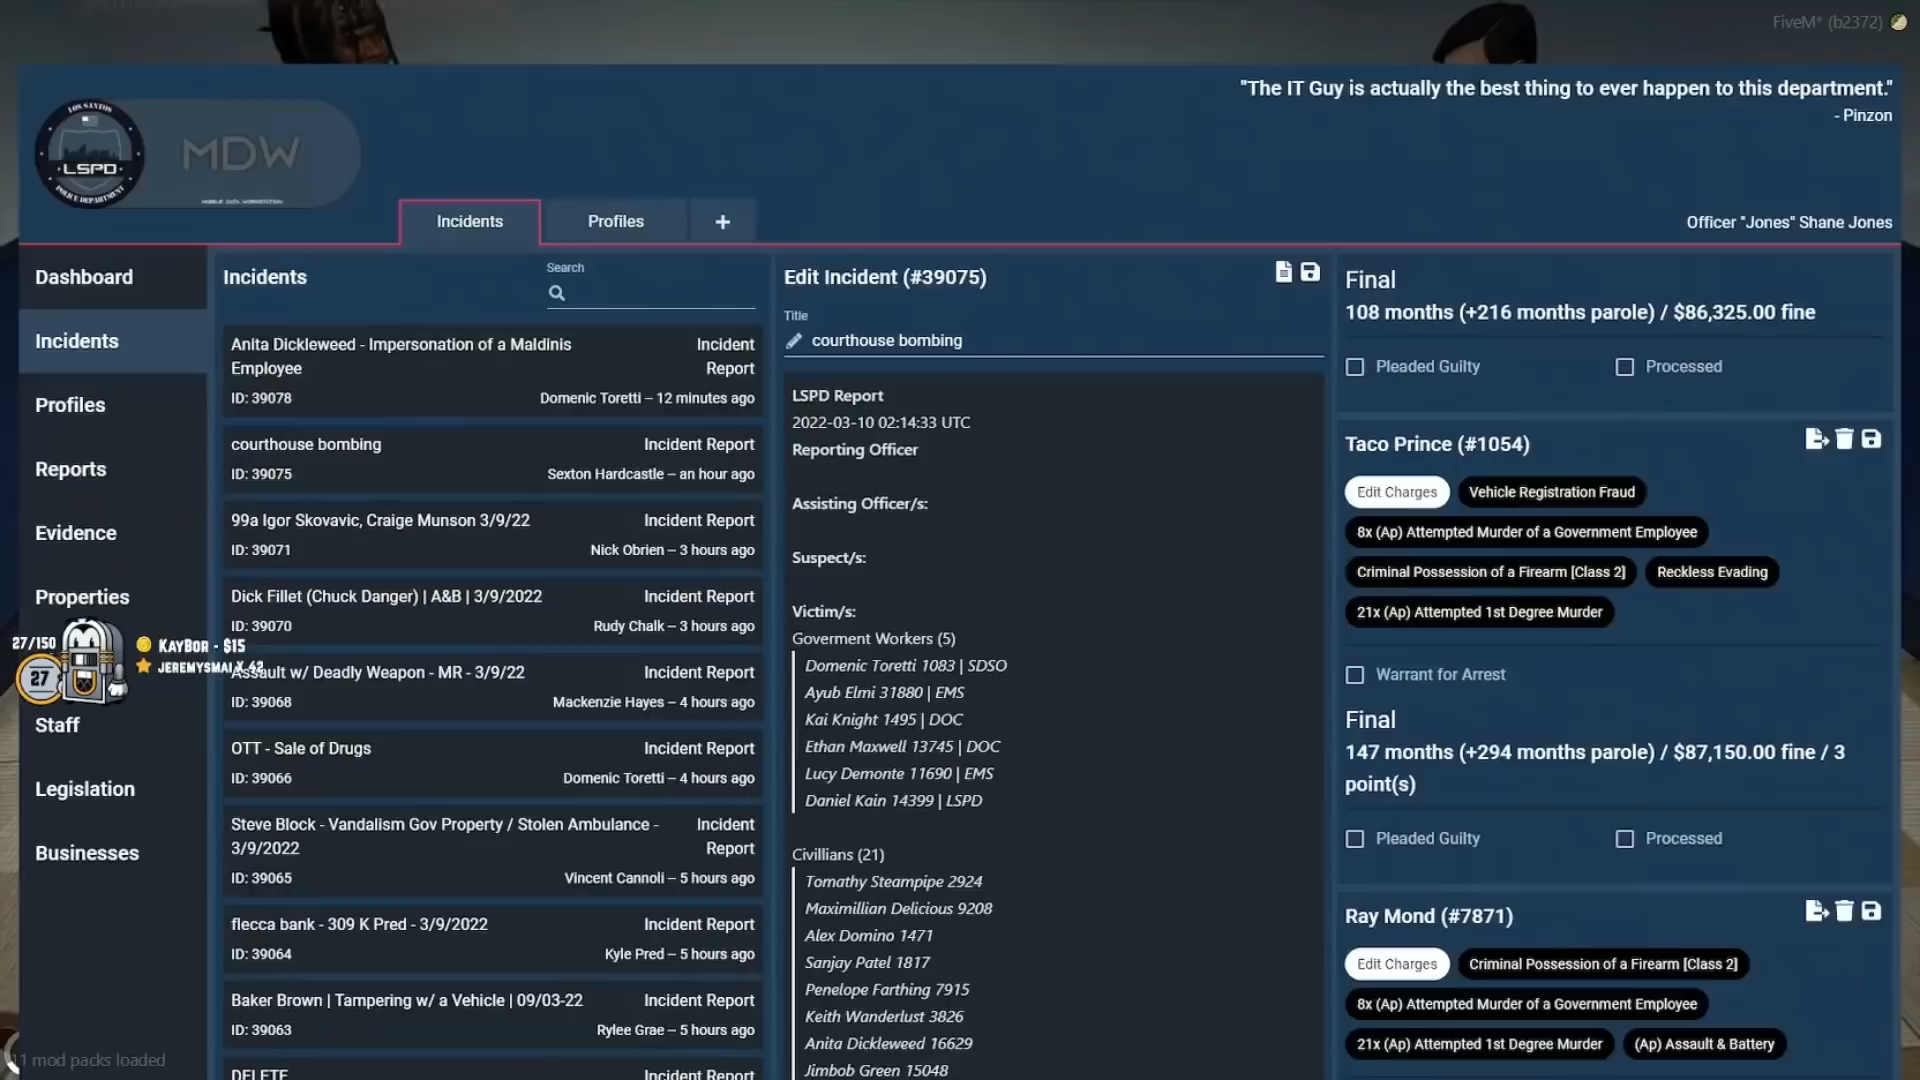 FiveM* (b2372)
"The IT Guy is actually the best thing to ever happen to this department."
- Pinzon
LOS SANTOS
LSPD
POLICE DEPARTMENT
MDW
MOBILE DATA WORKSTATION
Incidents
Profiles
+
Officer "Jones" Shane Jones
Dashboard
Incidents
Profiles
Reports
Evidence
Properties
Staff
Legislation
Businesses
27/150
27
KayBor - $15
jeremysmai X 42
11 mod packs loaded
Incidents
Search
Anita Dickleweed - Impersonation of a Maldinis Employee
Incident Report
ID: 39078
Domenic Toretti – 12 minutes ago
courthouse bombing
Incident Report
ID: 39075
Sexton Hardcastle – an hour ago
99a Igor Skovavic, Craige Munson 3/9/22
Incident Report
ID: 39071
Nick Obrien – 3 hours ago
Dick Fillet (Chuck Danger) | A&B | 3/9/2022
Incident Report
ID: 39070
Rudy Chalk – 3 hours ago
Assault w/ Deadly Weapon - MR - 3/9/22
Incident Report
ID: 39068
Mackenzie Hayes – 4 hours ago
OTT - Sale of Drugs
Incident Report
ID: 39066
Domenic Toretti – 4 hours ago
Steve Block - Vandalism Gov Property / Stolen Ambulance - 3/9/2022
Incident Report
ID: 39065
Vincent Cannoli – 5 hours ago
flecca bank - 309 K Pred - 3/9/2022
Incident Report
ID: 39064
Kyle Pred – 5 hours ago
Baker Brown | Tampering w/ a Vehicle | 09/03-22
Incident Report
ID: 39063
Rylee Grae – 5 hours ago
DELETE
Incident Report
Edit Incident (#39075)
Title
courthouse bombing
LSPD Report
2022-03-10 02:14:33 UTC
Reporting Officer
Assisting Officer/s:
Suspect/s:
Victim/s:
Goverment Workers (5)
Domenic Toretti 1083 | SDSO
Ayub Elmi 31880 | EMS
Kai Knight 1495 | DOC
Ethan Maxwell 13745 | DOC
Lucy Demonte 11690 | EMS
Daniel Kain 14399 | LSPD
Civillians (21)
Tomathy Steampipe 2924
Maximillian Delicious 9208
Alex Domino 1471
Sanjay Patel 1817
Penelope Farthing 7915
Keith Wanderlust 3826
Anita Dickleweed 16629
Jimbob Green 15048
Final
108 months (+216 months parole) / $86,325.00 fine
Pleaded Guilty
Processed
Taco Prince (#1054)
Edit Charges
Vehicle Registration Fraud
8x (Ap) Attempted Murder of a Government Employee
Criminal Possession of a Firearm [Class 2]
Reckless Evading
21x (Ap) Attempted 1st Degree Murder
Warrant for Arrest
Final
147 months (+294 months parole) / $87,150.00 fine / 3
point(s)
Pleaded Guilty
Processed
Ray Mond (#7871)
Edit Charges
Criminal Possession of a Firearm [Class 2]
8x (Ap) Attempted Murder of a Government Employee
21x (Ap) Attempted 1st Degree Murder
(Ap) Assault & Battery